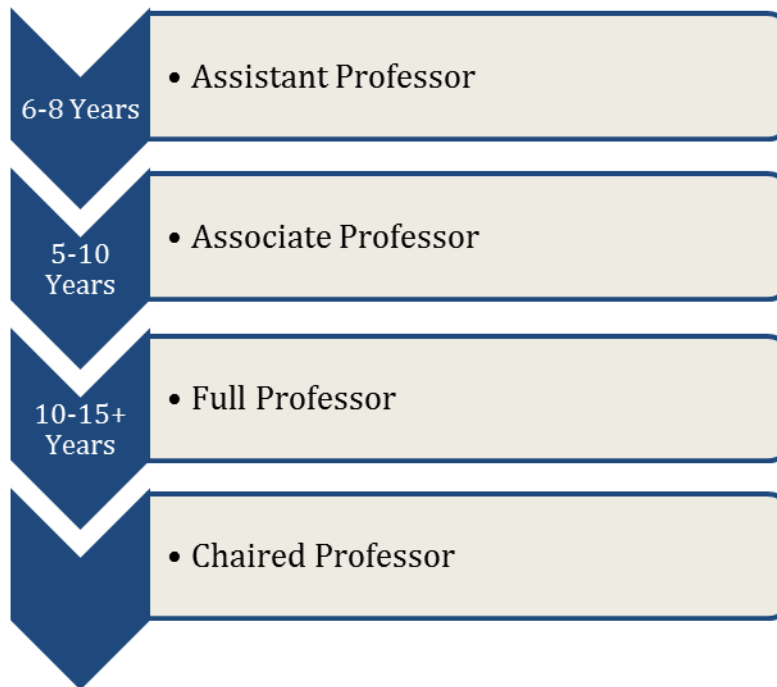 6-8 Years
• Assistant Professor
5-10
Years
• Associate Professor
10-15+
Years
• Full Professor
• Chaired Professor